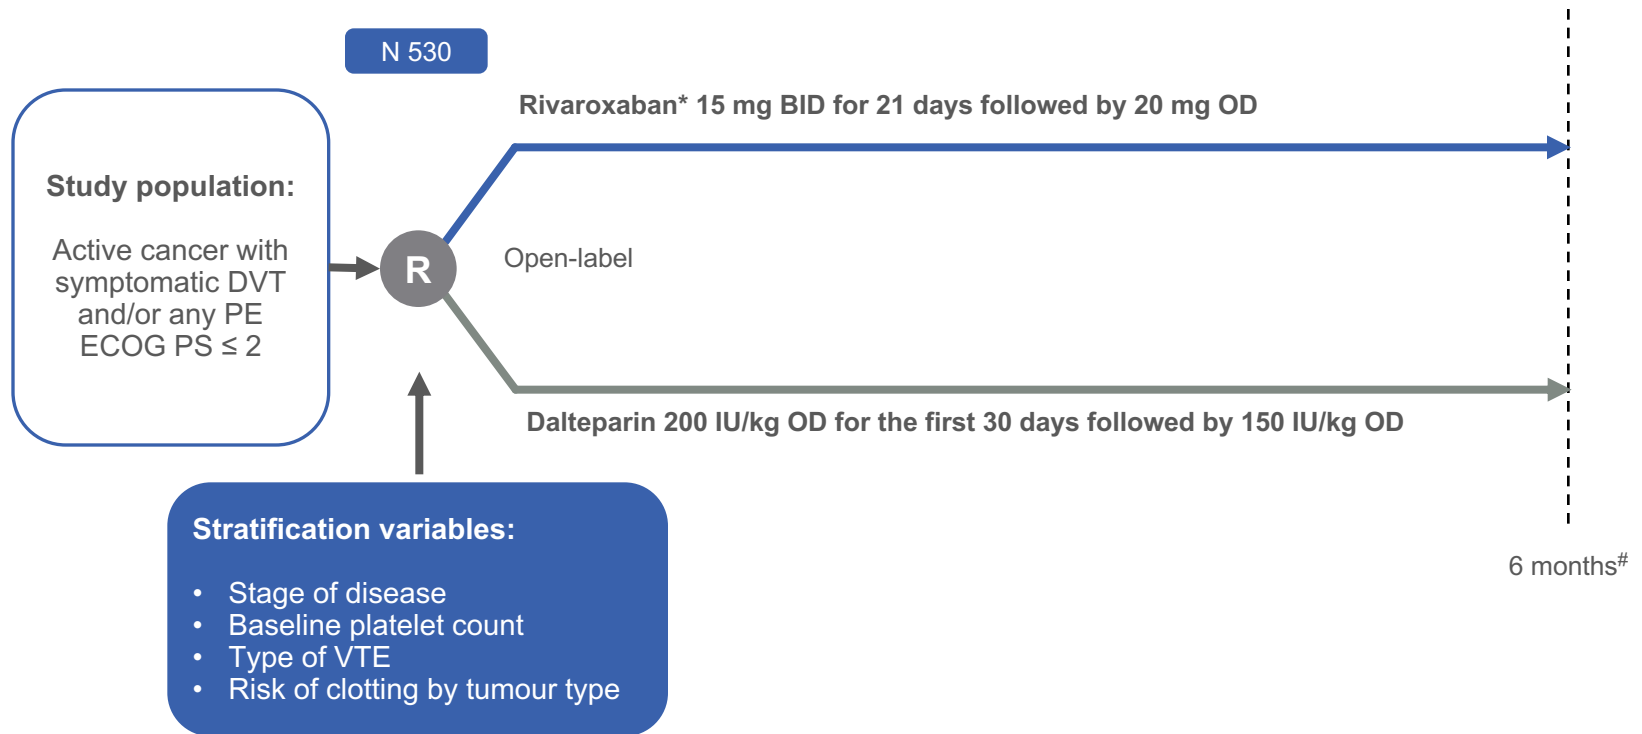 N 530
Rivaroxaban* 15 mg BID for 21 days followed by 20 mg OD
Study population:
Active cancer with
symptomatic DVT
and/or any PE
ECOG PS ≤ 2
R
Open-label
Dalteparin 200 IU/kg OD for the first 30 days followed by 150 IU/kg OD
Stratification variables:
• Stage of disease
• Baseline platelet count
• Type of VTE
• Risk of clotting by tumour type
6 months#